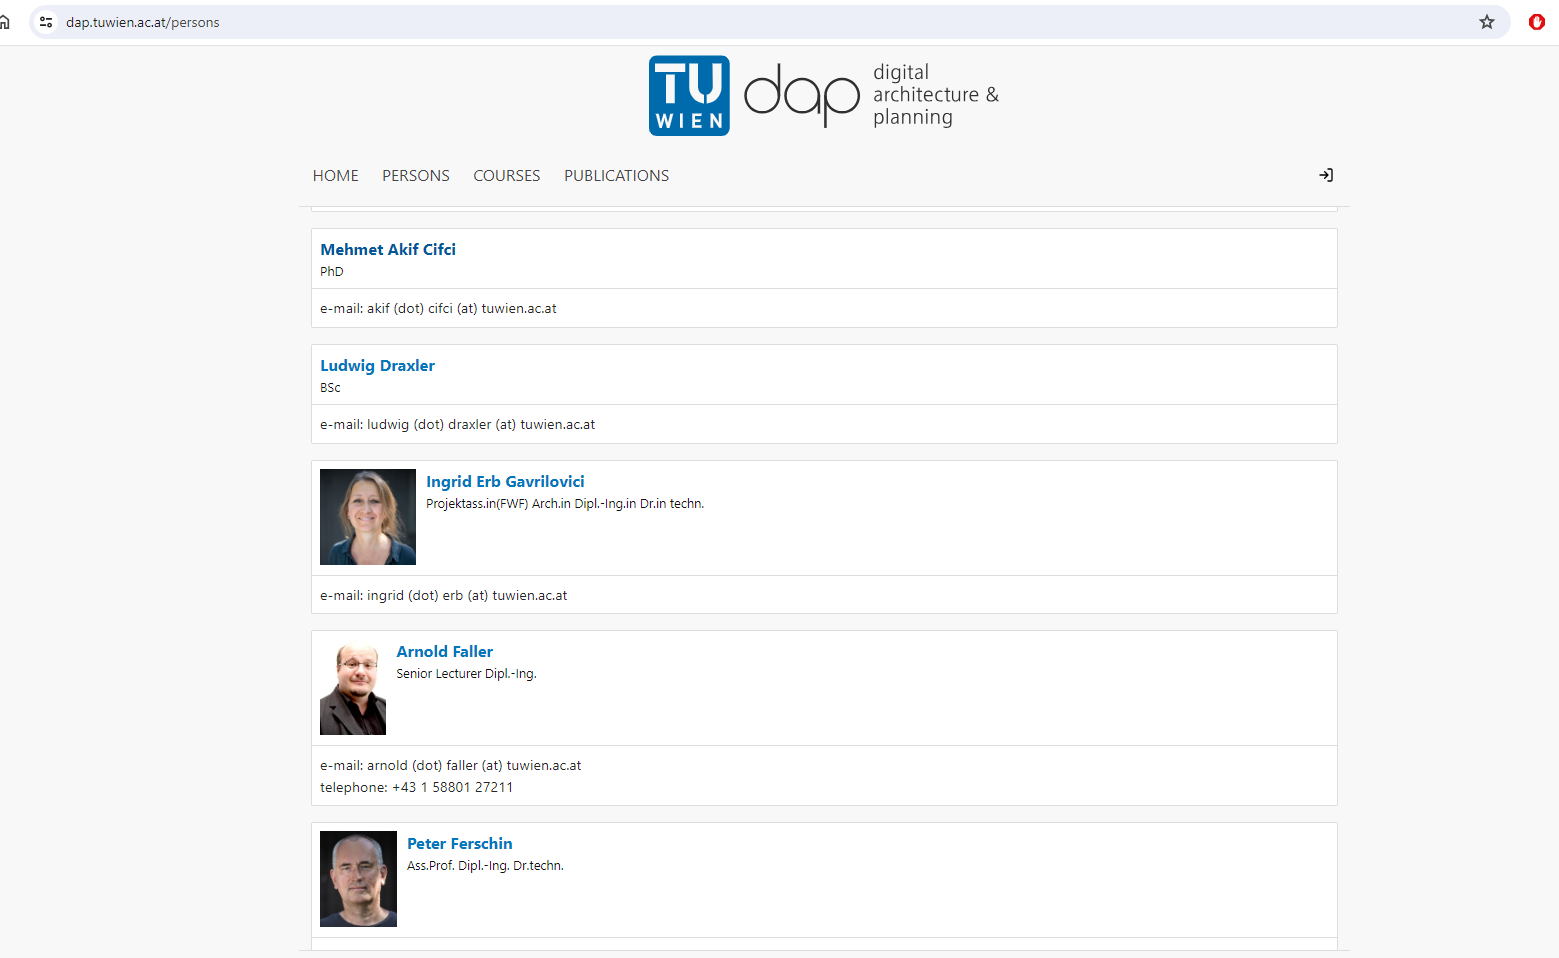 dap.tuwien.ac.at/persons
TU
WIEN
dap
digital
architecture &
planning
HOME PERSONS COURSES PUBLICATIONS
Mehmet Akif Cifci
PhD
e-mail: akif (dot) cifci (at) tuwien.ac.at
Ludwig Draxler
BSc
e-mail: ludwig (dot) draxler (at) tuwien.ac.at
Ingrid Erb Gavrilovici
Projektass.in(FWF) Arch.in Dipl.-Ing.in Dr.in techn.
e-mail: ingrid (dot) erb (at) tuwien.ac.at
Arnold Faller
Senior Lecturer Dipl.-Ing.
e-mail: arnold (dot) faller (at) tuwien.ac.at
telephone: +43 1 58801 27211
Peter Ferschin
Ass.Prof. Dipl.-Ing. Dr.techn.